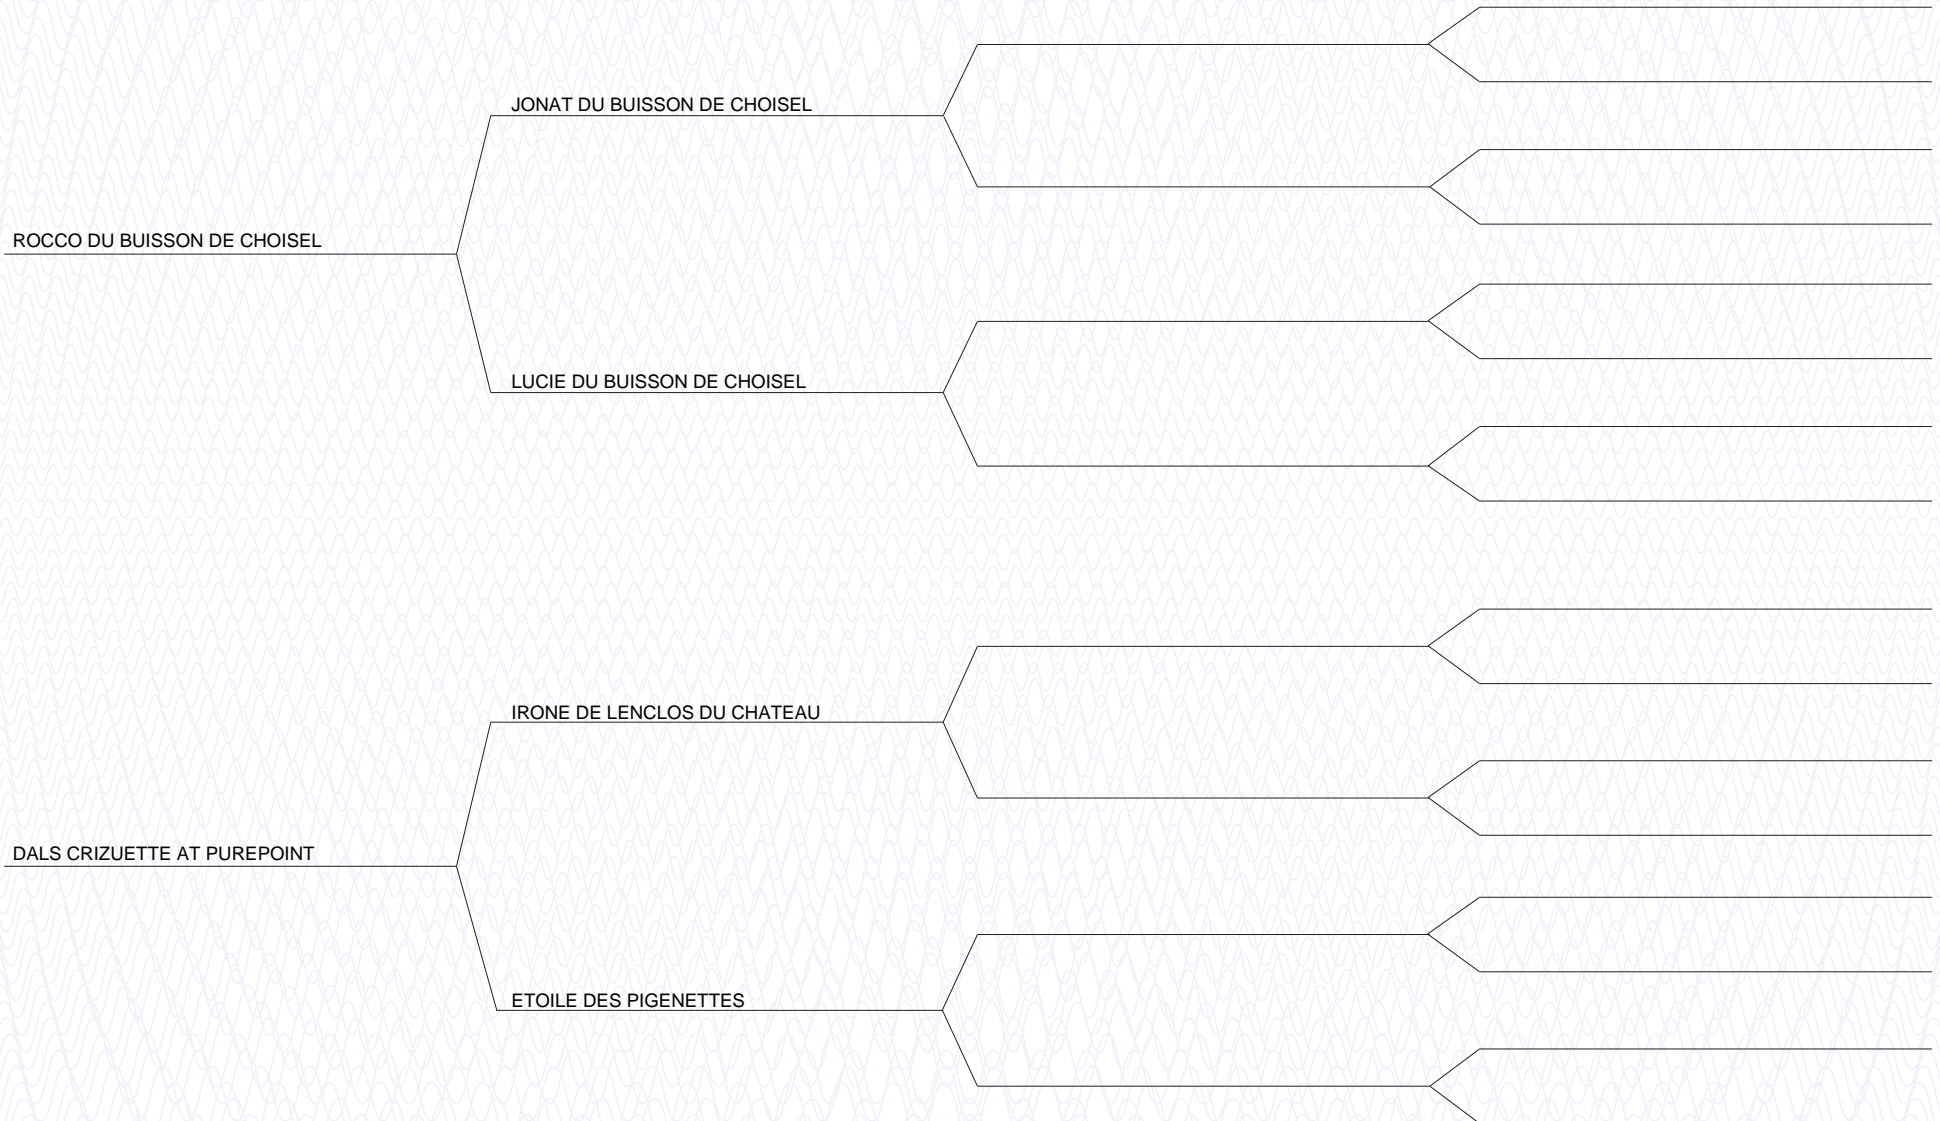 JONAT DU BUISSON DE CHOISEL
ROCCO DU BUISSON DE CHOISEL
LUCIE DU BUISSON DE CHOISEL
IRONE DE LENCLOS DU CHATEAU
DALS CRIZUETTE AT PUREPOINT
ETOILE DES PIGENETTES